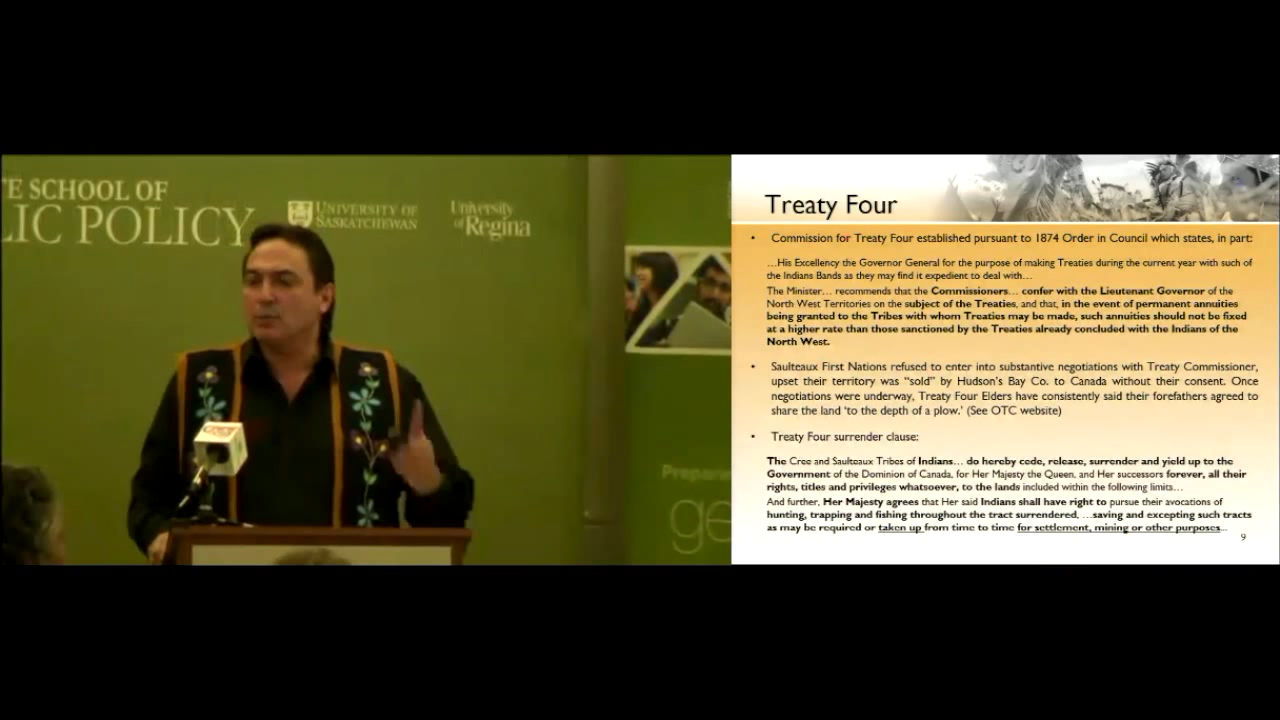 TE SCHOOL OF
LIC POLICY
UNIVERSITY OF
SASKATCHEWAN
University
of Regina
Prepare
ge
Treaty Four
• Commission for Treaty Four established pursuant to 1874 Order in Council which states, in part:
…His Excellency the Governor General for the purpose of making Treaties during the current year with such of
the Indians Bands as they may find it expedient to deal with…
The Minister… recommends that the Commissioners… confer with the Lieutenant Governor of the
North West Territories on the subject of the Treaties, and that, in the event of permanent annuities
being granted to the Tribes with whom Treaties may be made, such annuities should not be fixed
at a higher rate than those sanctioned by the Treaties already concluded with the Indians of the
North West.
• Saulteaux First Nations refused to enter into substantive negotiations with Treaty Commissioner,
upset their territory was “sold” by Hudson's Bay Co. to Canada without their consent. Once
negotiations were underway, Treaty Four Elders have consistently said their forefathers agreed to
share the land ‘to the depth of a plow.’ (See OTC website)
• Treaty Four surrender clause:
The Cree and Saulteaux Tribes of Indians… do hereby cede, release, surrender and yield up to the
Government of the Dominion of Canada, for Her Majesty the Queen, and Her successors forever, all their
rights, titles and privileges whatsoever, to the lands included within the following limits…
And further, Her Majesty agrees that Her said Indians shall have right to pursue their avocations of
hunting, trapping and fishing throughout the tract surrendered, …saving and excepting such tracts
as may be required or taken up from time to time for settlement, mining or other purposes...
9